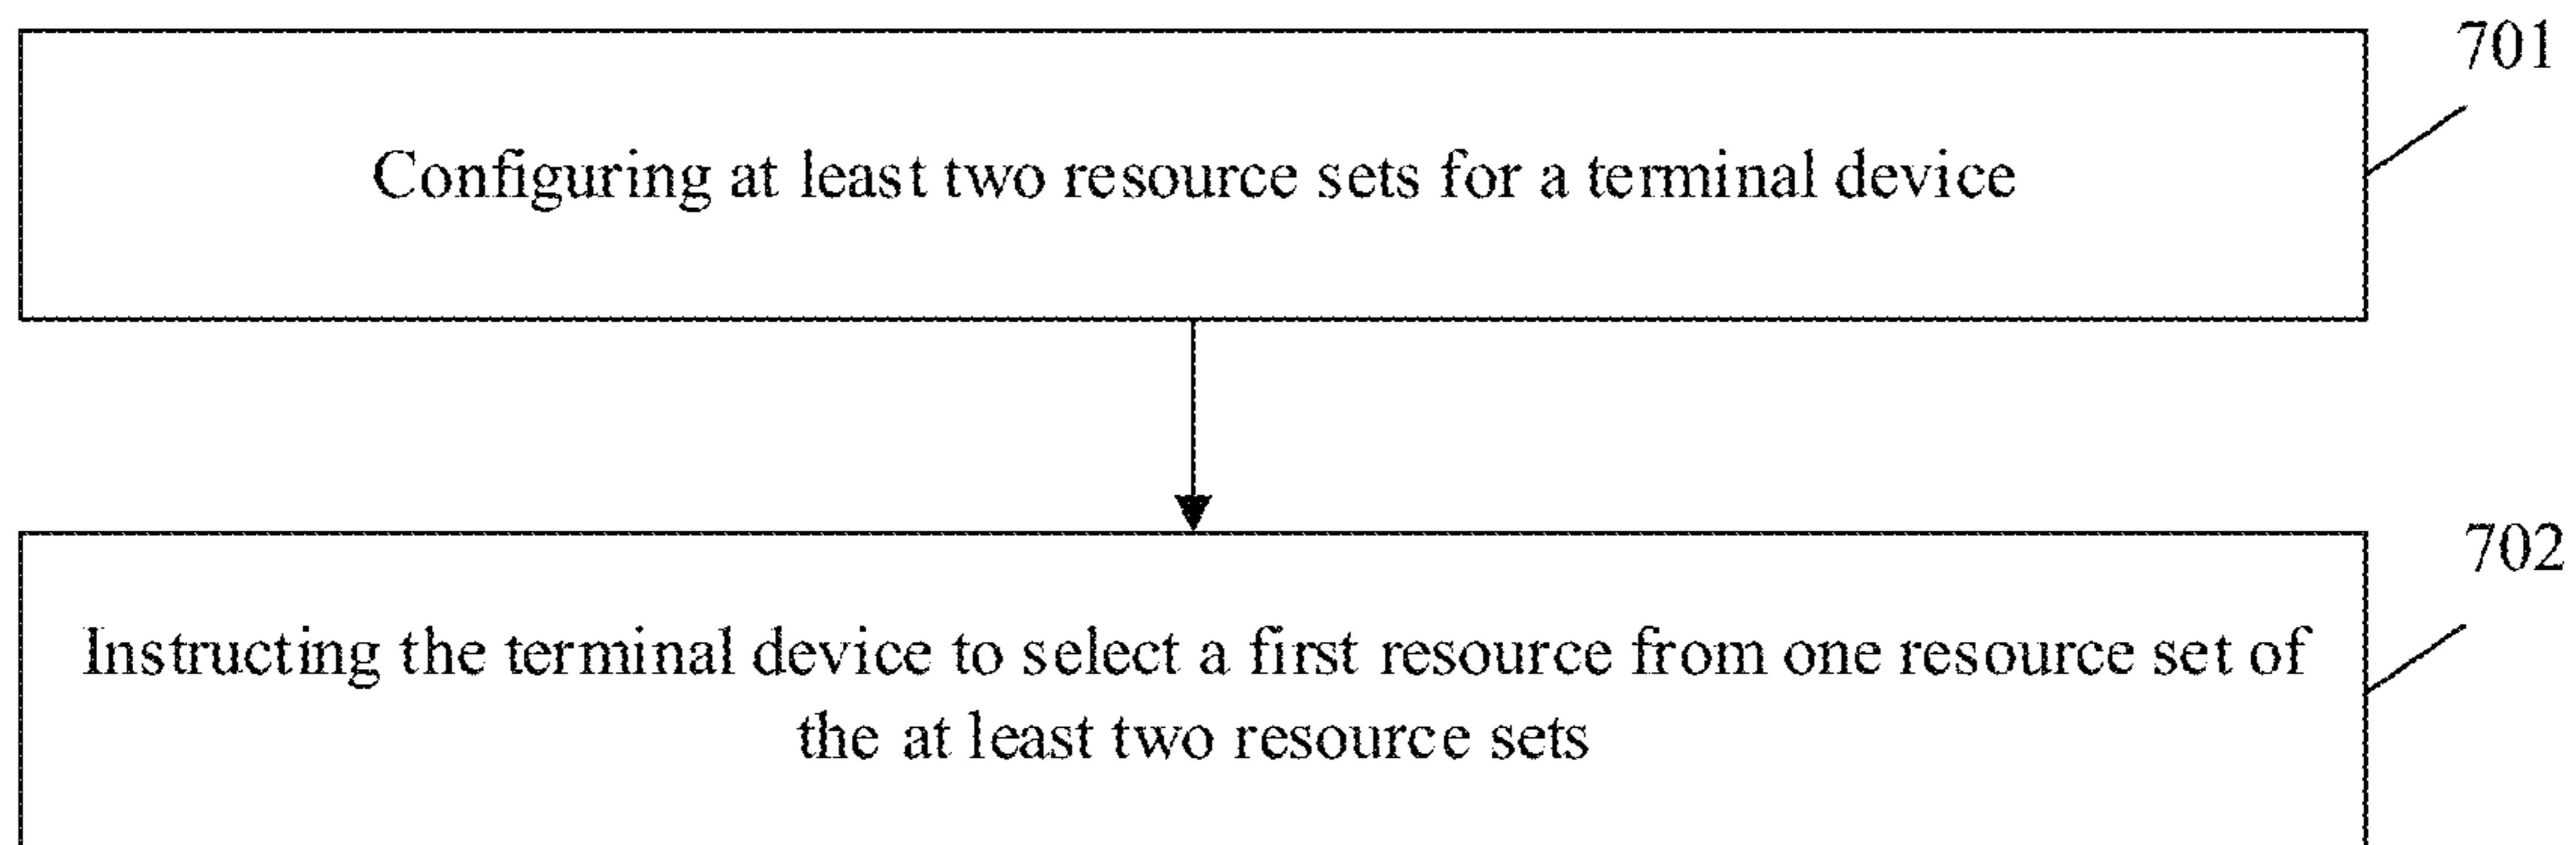 701
Configuring at least two resource sets for a terminal device
702
Instructing the terminal device to select a first resource from one resource set of
the at least two resource sets